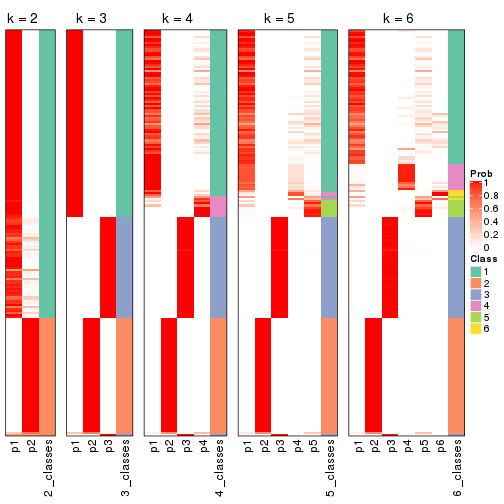 k = 2
k = 3
k = 4
k = 5
k = 6
Prob
1
0.8
0.6
0.4
0.2
0
Class
1
2
3
4
5
6
p1
p2
2_classes
p1
p2
p3
3_classes
p1
p2
p3
p4
4_classes
p1
p2
p3
p4
p5
5_classes
p1
p2
p3
p4
p5
p6
6_classes